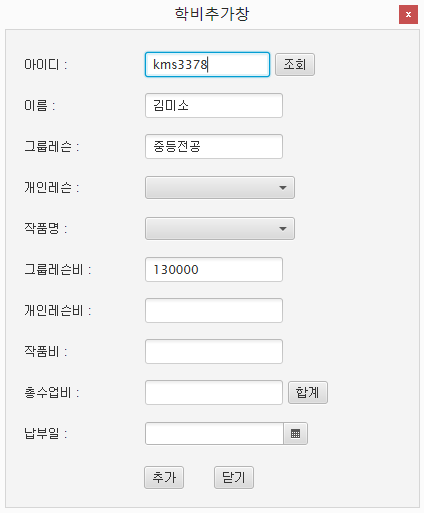 학비추가창
x
아이디 : kms3378 조회
이름 : 김미소
그룹레슨 : 중등전공
개인레슨 :
작품명 :
그룹레슨비 : 130000
개인레슨비 :
작품비 :
총수업비 : 합계
납부일 :
추가 닫기